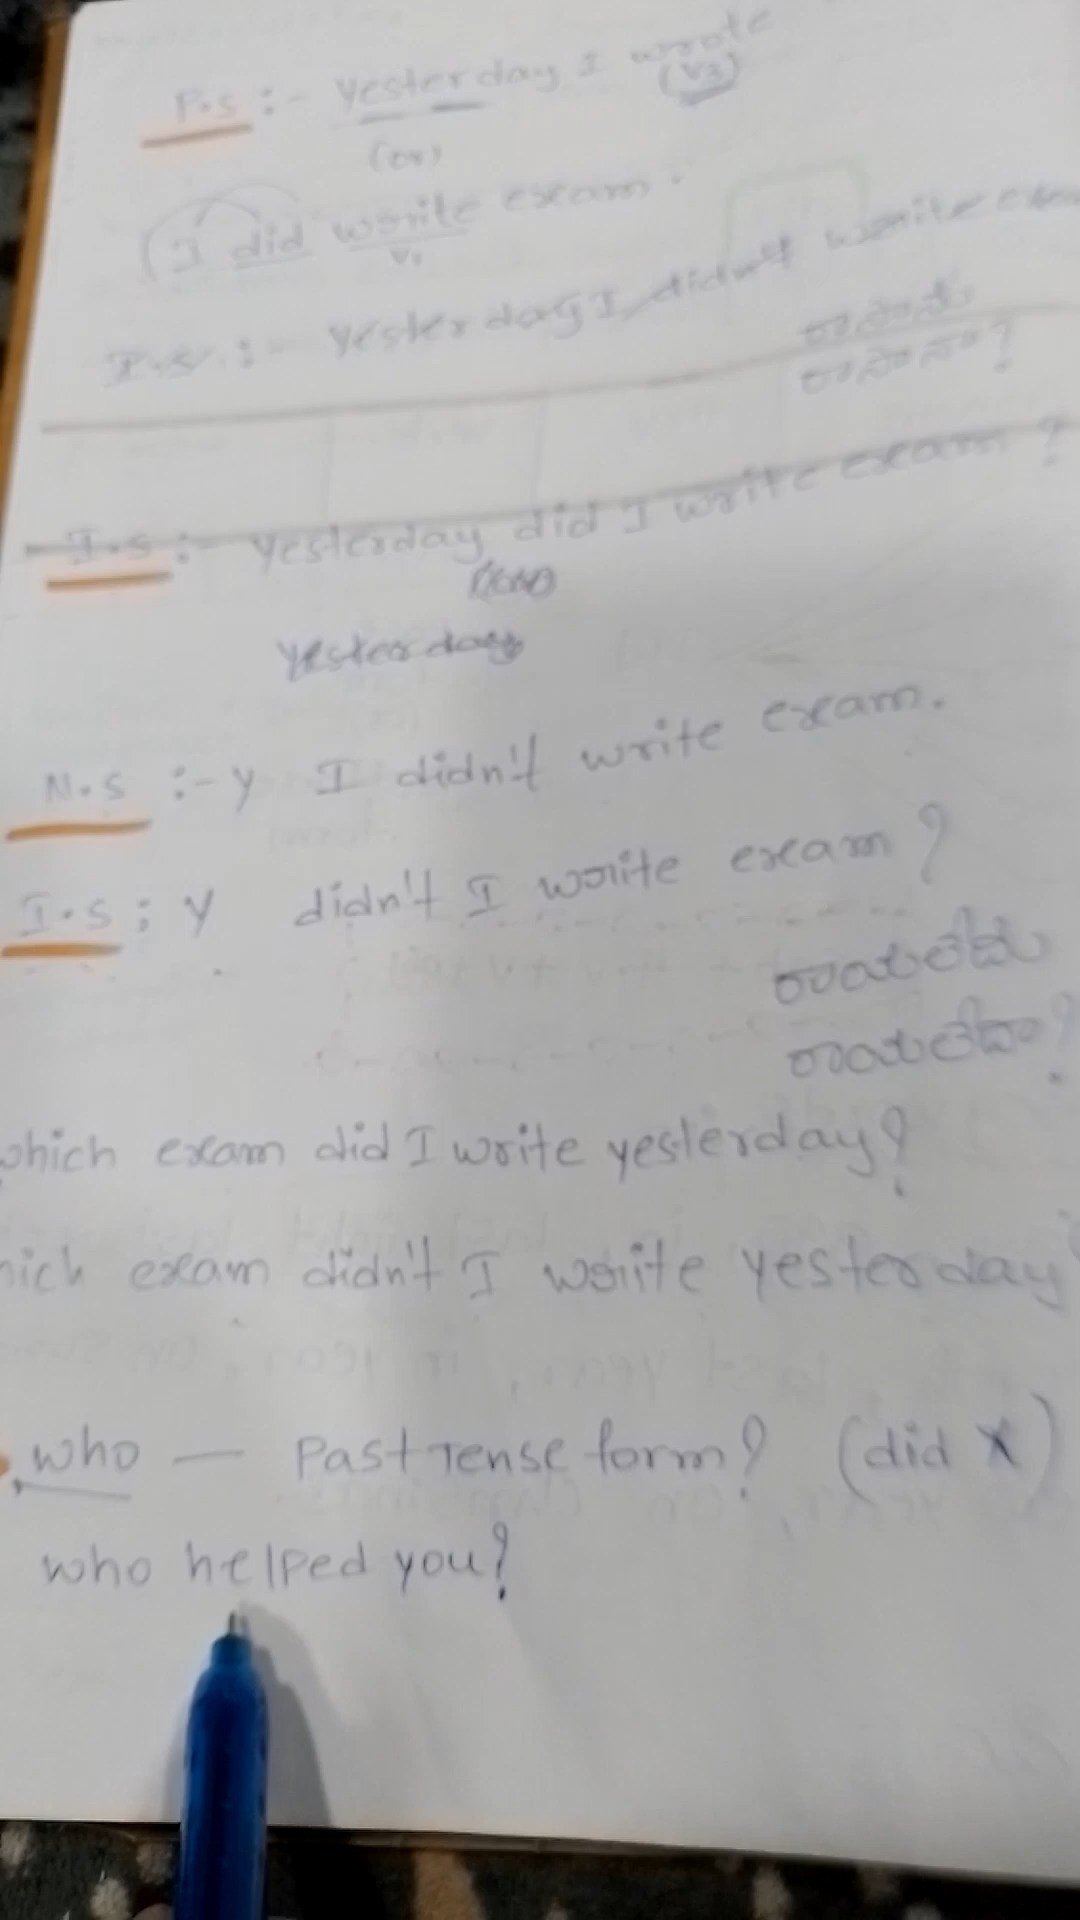 P.S :- Yesterday I wrote
(V2)
(or)
(I did write exam.
V1
I.S. :- Yesterday I didn't write
రాసాను
రాసానా?
I.S :- Yesterday did I write exam?
Yesterday
N.S :- Y I didn't write exam.
I.S : Y didn't I write exam?
రాయలేదు
రాయలేదా?
which exam did I write yesterday?
exam didn't I write yesterday
who — Past Tense form? (did X)
who helped you?